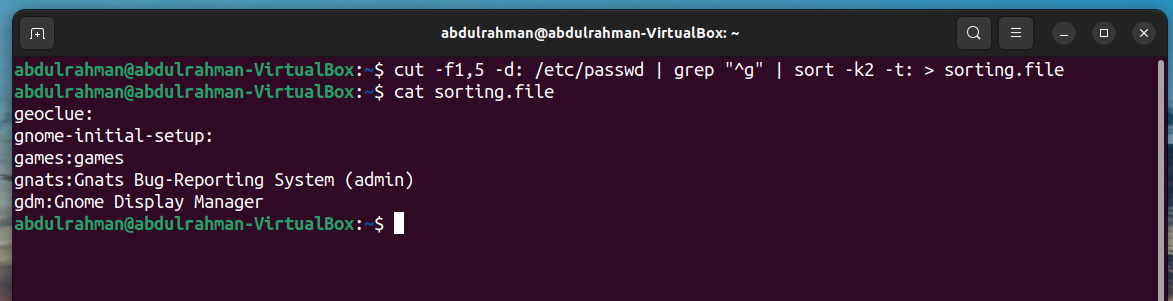 abdulrahman@abdulrahman-VirtualBox: ~
abdulrahman@abdulrahman-VirtualBox:~$ cut -f1,5 -d: /etc/passwd | grep "^g" | sort -k2 -t: > sorting.file
abdulrahman@abdulrahman-VirtualBox:~$ cat sorting.file
geoclue:
gnome-initial-setup:
games:games
gnats:Gnats Bug-Reporting System (admin)
gdm:Gnome Display Manager
abdulrahman@abdulrahman-VirtualBox:~$